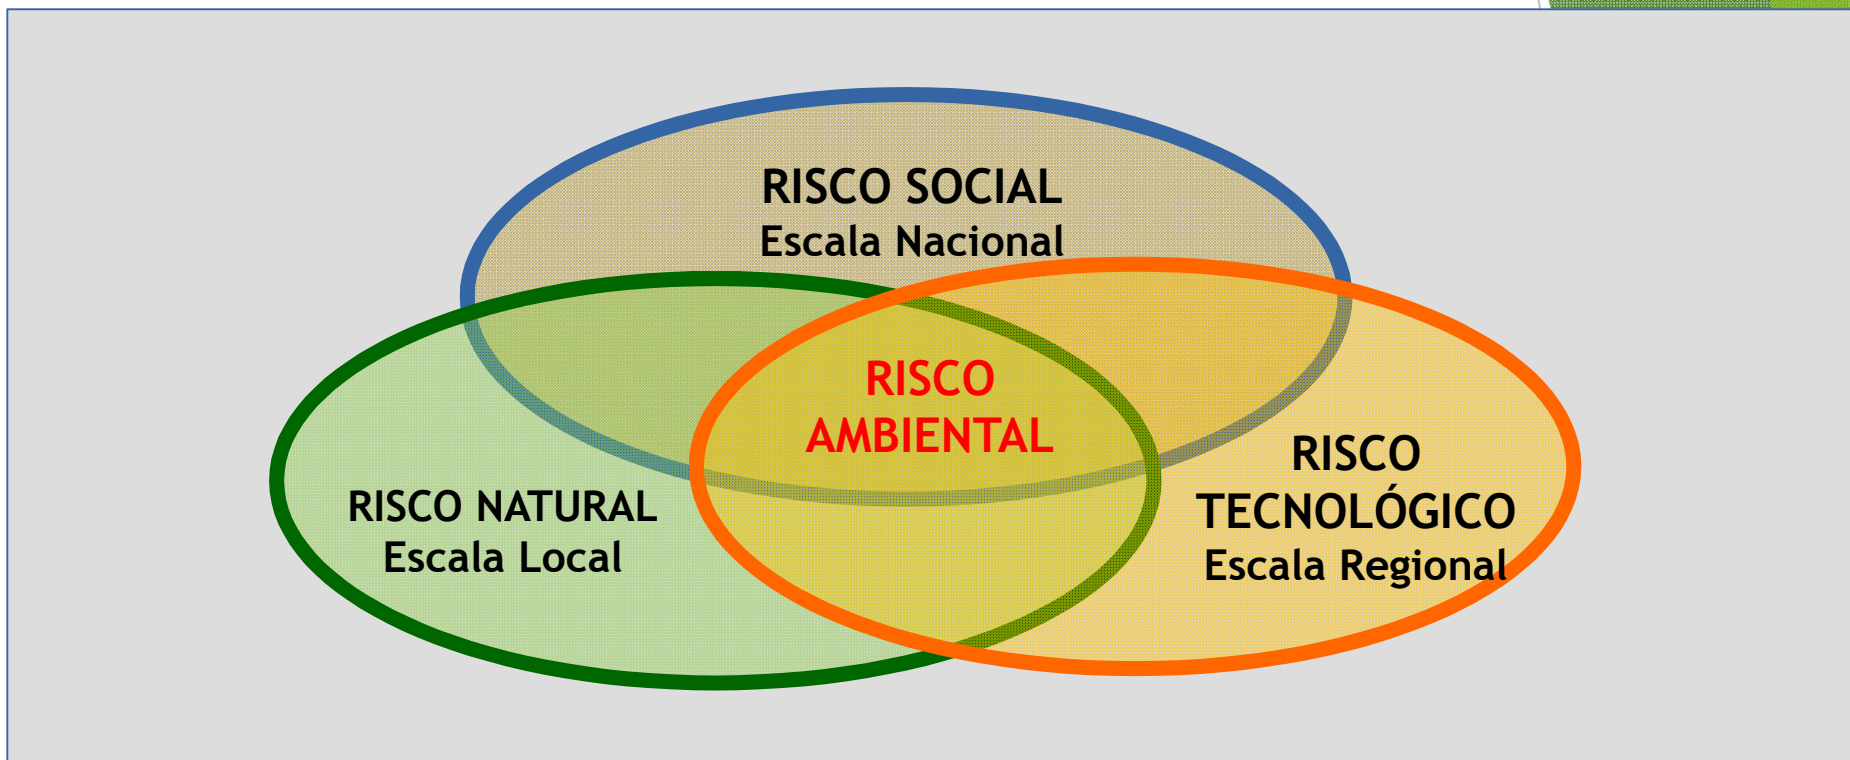 RISCO SOCIAL
Escala Nacional
RISCO
AMBIENTAL
RISCO NATURAL
Escala Local
RISCO
TECNOLÓGICO
Escala Regional